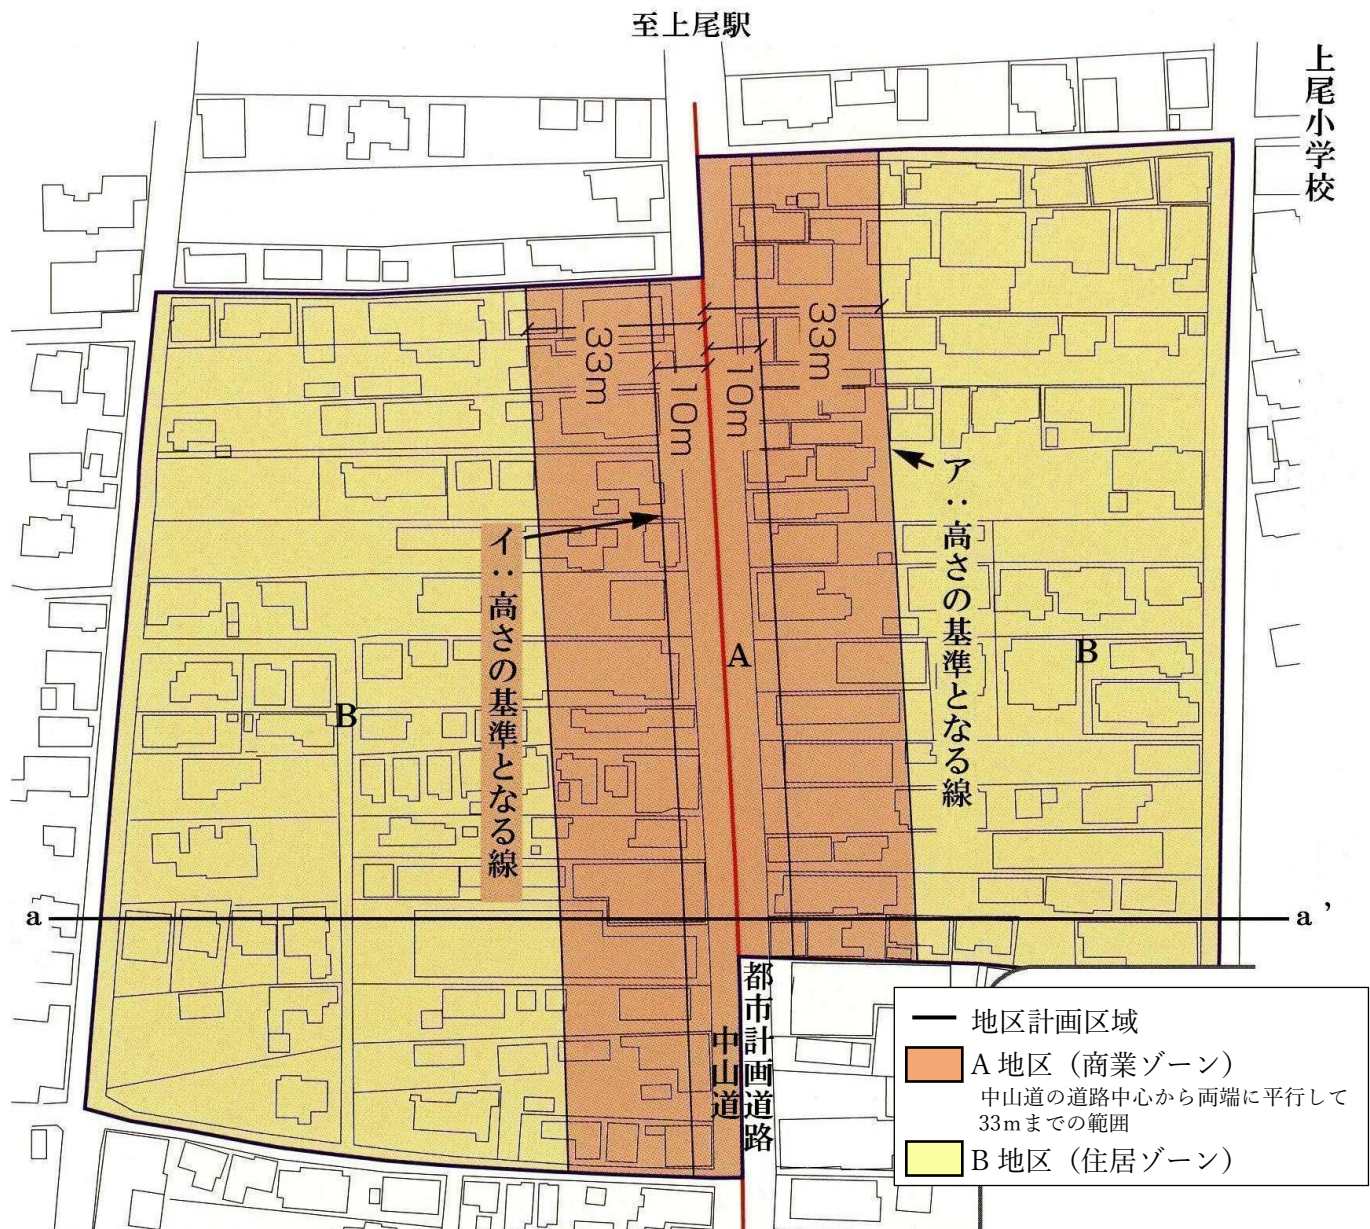 至上尾駅
上尾小学校
33m
10m
10m
33m
ア：高さの基準となる線
イ：高さの基準となる線
A
B
B
a
a’
都市計画道路
中山道
地区計画区域
A 地区（商業ゾーン）
中山道の道路中心から両端に平行して
33mまでの範囲
B 地区（住居ゾーン）